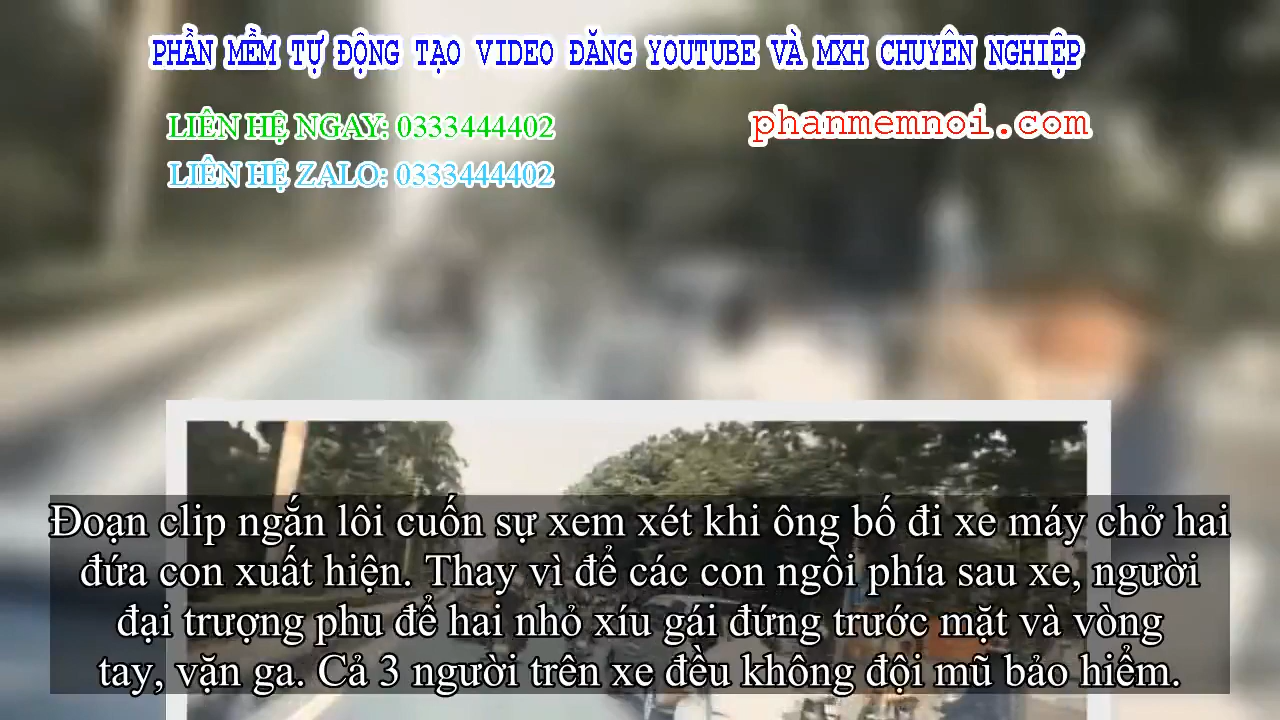 PHẦN MỀM TỰ ĐỘNG TẠO VIDEO ĐĂNG YOUTUBE VÀ MXH CHUYÊN NGHIỆP
LIÊN HỆ NGAY: 0333444402
phanmemnoi.com
LIÊN HỆ ZALO: 0333444402
Đoạn clip ngắn lôi cuốn sự xem xét khi ông bố đi xe máy chở hai
đứa con xuất hiện. Thay vì để các con ngồi phía sau xe, người
đại trượng phu để hai nhỏ xíu gái đứng trước mặt và vòng
tay, vặn ga. Cả 3 người trên xe đều không đội mũ bảo hiểm.